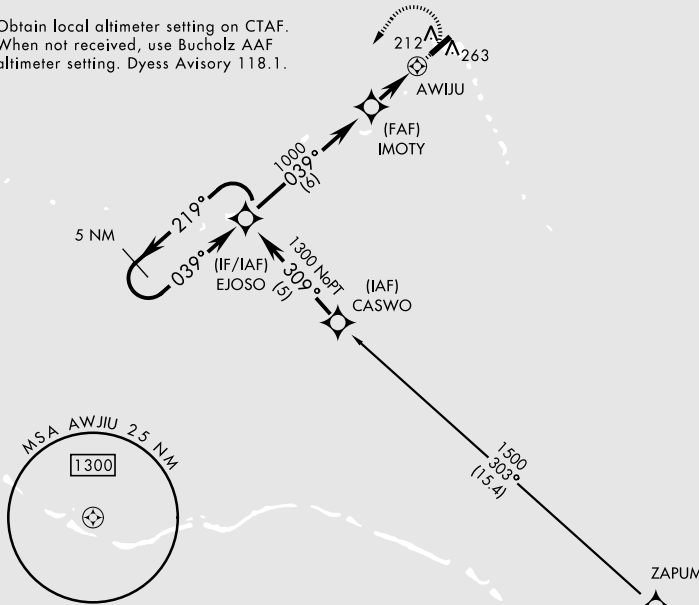 Obtain local altimeter setting on CTAF.
When not received, use Bucholz AAF
altimeter setting. Dyess Avisory 118.1.
212
263
AWIJU
(FAF)
IMOTY
1000
039°
(6)
219°
5 NM
039°
(IF/IAF)
EJOSO
1300 NoPT
309°
(5)
(IAF)
CASWO
MSA AWJIU 25 NM
1300
1500
303°
(15.4)
ZAPUM